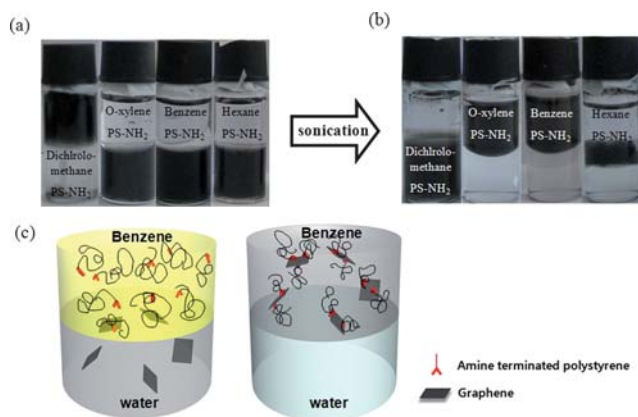 (a)
O-xylene
PS-NH2
Benzene
PS-NH2
Hexane
PS-NH2
Dichlrolo-
methane
PS-NH2
sonication
(b)
O-xylene
PS-NH2
Benzene
PS-NH2
Hexane
PS-NH2
Dichlrolo-
methane
PS-NH2
(c)
Benzene
water
Benzene
water
Amine terminated polystyrene
Graphene